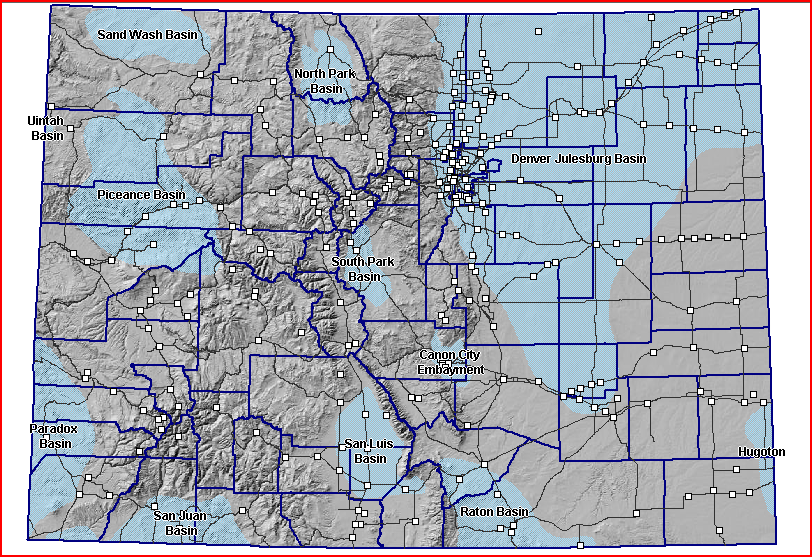 Sand Wash Basin
North Park
Basin
Uintah
Basin
Denver Julesburg Basin
Piceance Basin
South Park
Basin
Canon City
Embayment
Paradox
Basin
San Luis
Basin
Hugoton
San Juan
Basin
Raton Basin